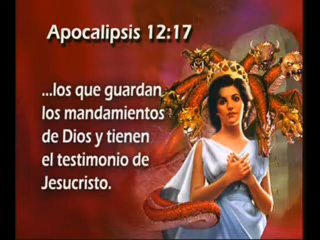 Apocalipsis 12:17
...los que guardan
los mandamientos
de Dios y tienen
el testimonio de
Jesucristo.